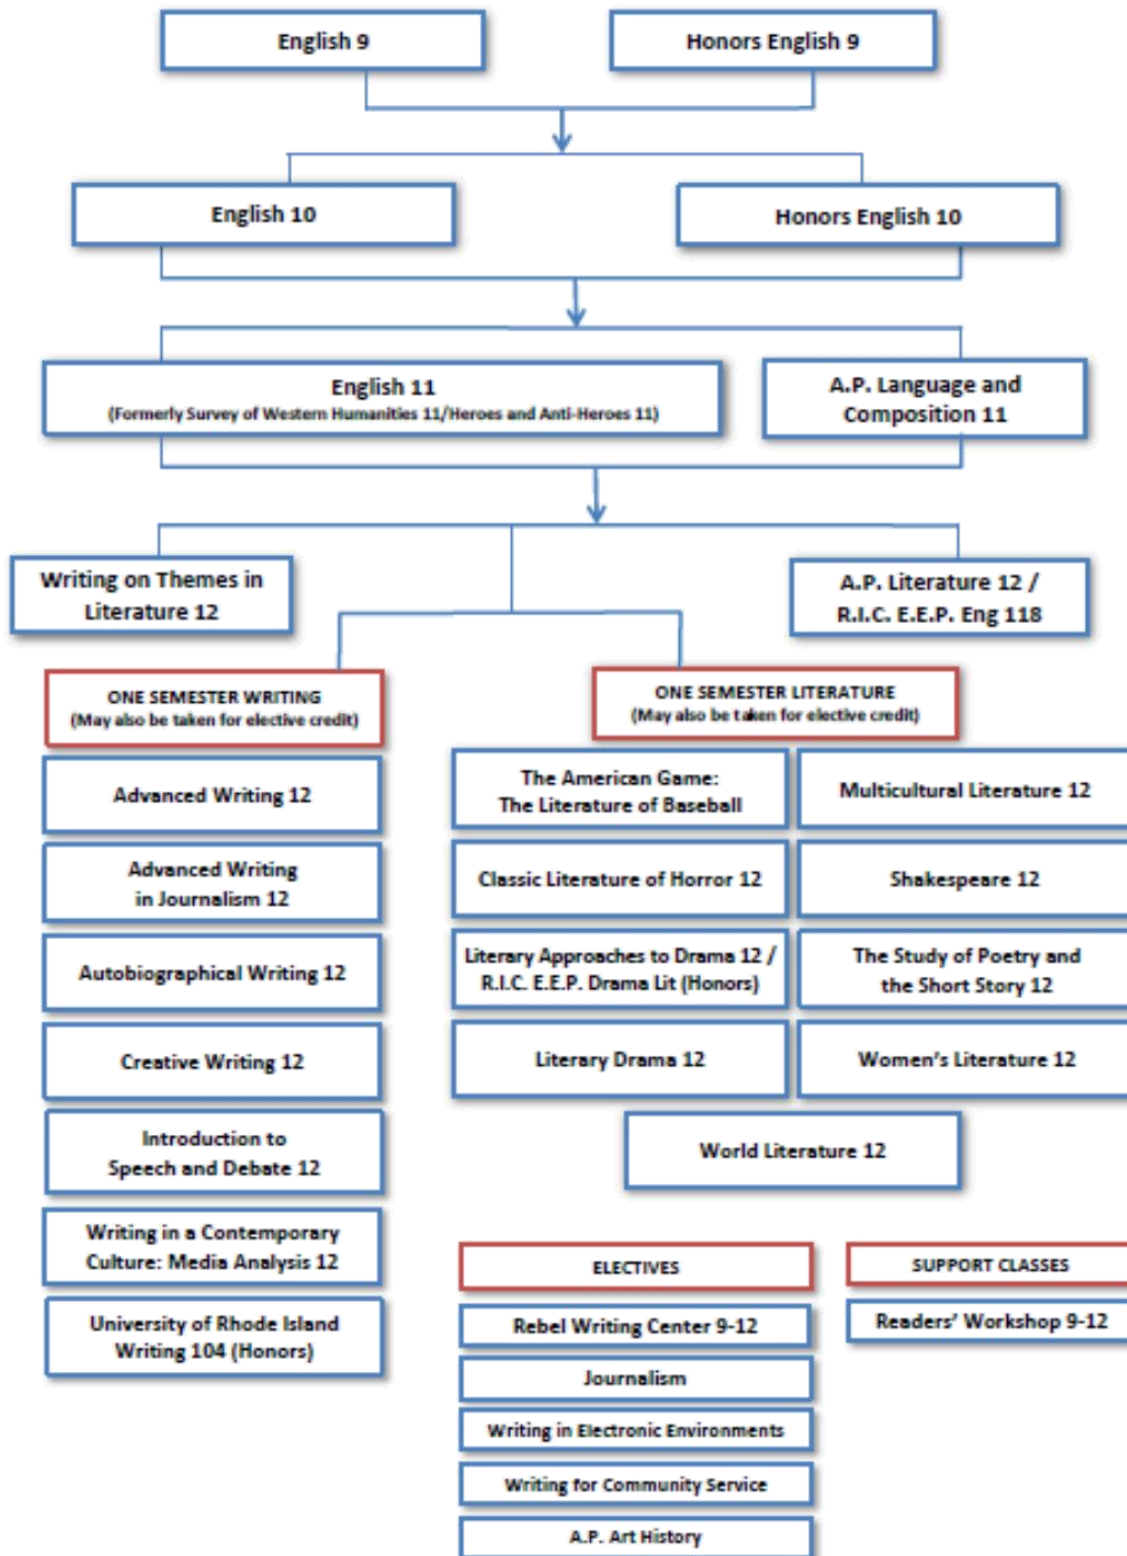 English 9
Honors English 9
English 10
Honors English 10
English 11
(Formerly Survey of Western Humanities 11/Heroes and Anti-Heroes 11)
A.P. Language and
Composition 11
Writing on Themes in
Literature 12
A.P. Literature 12 /
R.I.C. E.E.P. Eng 118
ONE SEMESTER WRITING
(May also be taken for elective credit)
Advanced Writing 12
Advanced Writing
in Journalism 12
Autobiographical Writing 12
Creative Writing 12
Introduction to
Speech and Debate 12
Writing in a Contemporary
Culture: Media Analysis 12
University of Rhode Island
Writing 104 (Honors)
ONE SEMESTER LITERATURE
(May also be taken for elective credit)
The American Game:
The Literature of Baseball
Multicultural Literature 12
Classic Literature of Horror 12
Shakespeare 12
Literary Approaches to Drama 12 /
R.I.C. E.E.P. Drama Lit (Honors)
The Study of Poetry and
the Short Story 12
Literary Drama 12
Women's Literature 12
World Literature 12
ELECTIVES
Rebel Writing Center 9-12
Journalism
Writing in Electronic Environments
Writing for Community Service
A.P. Art History
SUPPORT CLASSES
Readers' Workshop 9-12